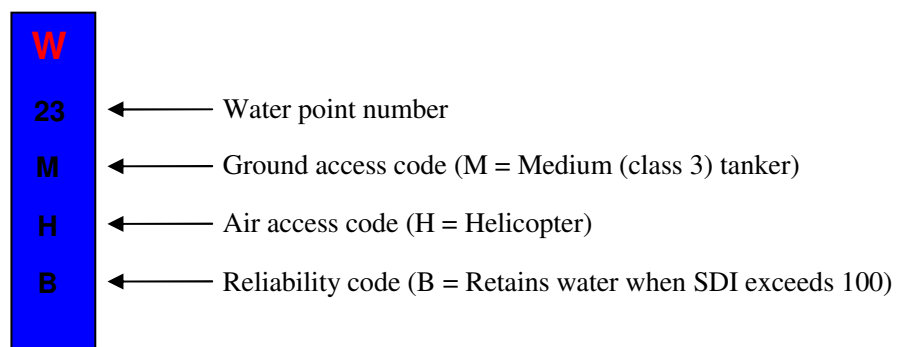 W
23 Water point number
M Ground access code (M = Medium (class 3) tanker)
H Air access code (H = Helicopter)
B Reliability code (B = Retains water when SDI exceeds 100)